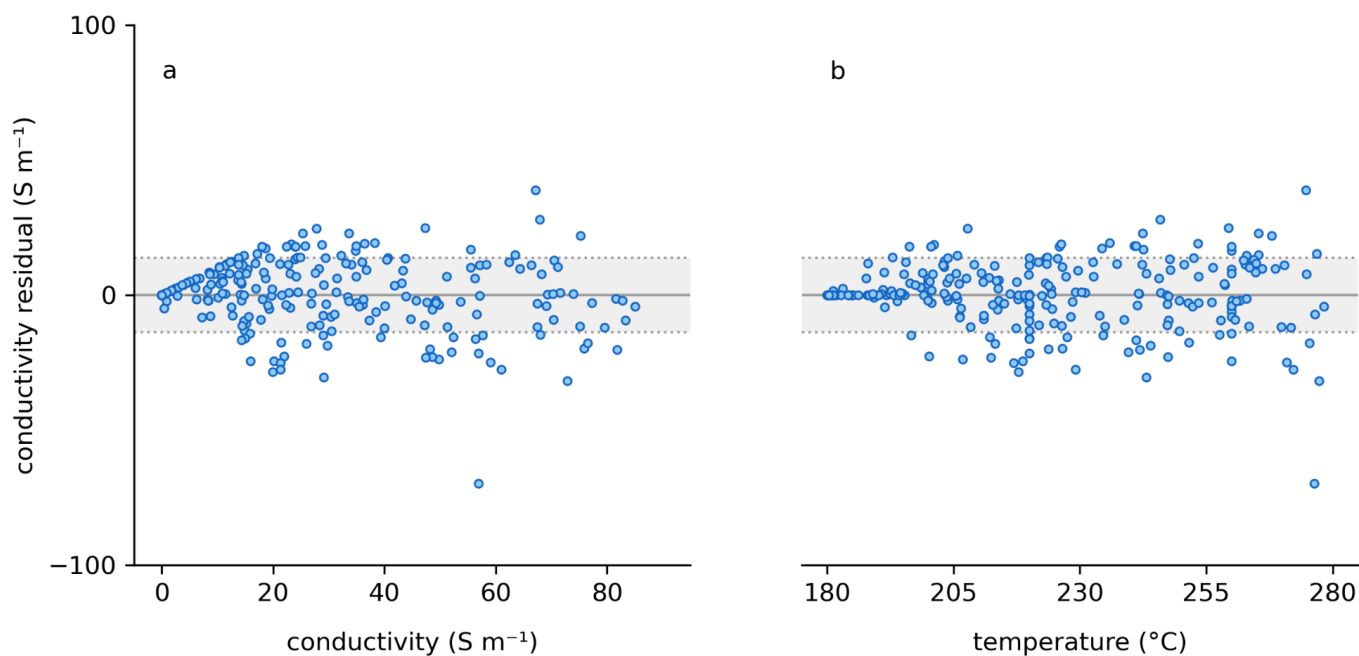 100
0
−100
conductivity residual (S m⁻¹)
a
0 20 40 60 80
conductivity (S m⁻¹)
b
180 205 230 255 280
temperature (°C)